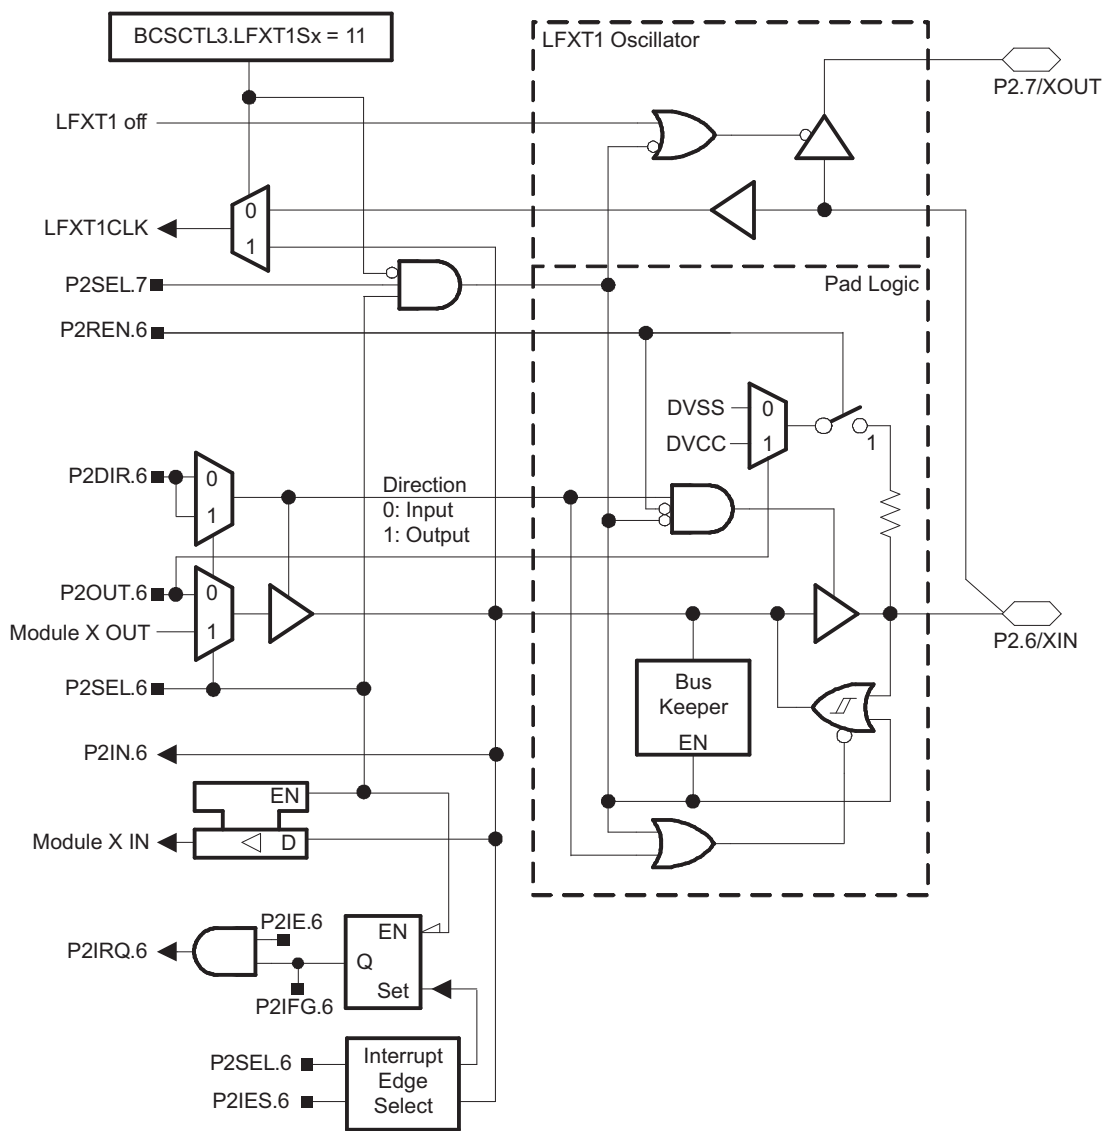 BCSCTL3.LFXT1Sx = 11
LFXT1 Oscillator
P2.7/XOUT
LFXT1 off
0
LFXT1CLK
1
P2SEL.7
Pad Logic
P2REN.6
DVSS
0
DVCC
1
1
P2DIR.6
0
1
Direction
0: Input
1: Output
P2OUT.6
0
Module X OUT
1
P2.6/XIN
P2SEL.6
Bus
Keeper
EN
P2IN.6
EN
Module X IN
D
P2IE.6
EN
P2IRQ.6
Q
Set
P2IFG.6
P2SEL.6
P2IES.6
Interrupt
Edge
Select